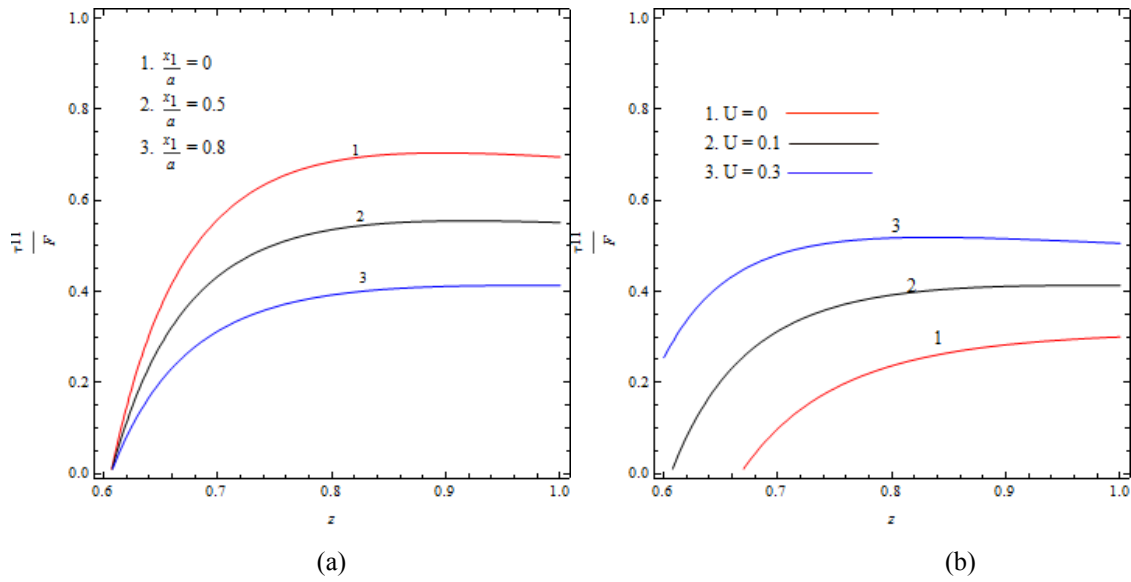 1.0
0.8
0.6
0.4
0.2
0.0
0.6 0.7 0.8 0.9 1.0
z
τ11
F
1. x1/a = 0
2. x1/a = 0.5
3. x1/a = 0.8
1
2
3
(a)
1.0
0.8
0.6
0.4
0.2
0.0
0.6 0.7 0.8 0.9 1.0
z
τ11
F
1. U = 0
2. U = 0.1
3. U = 0.3
3
2
1
(b)